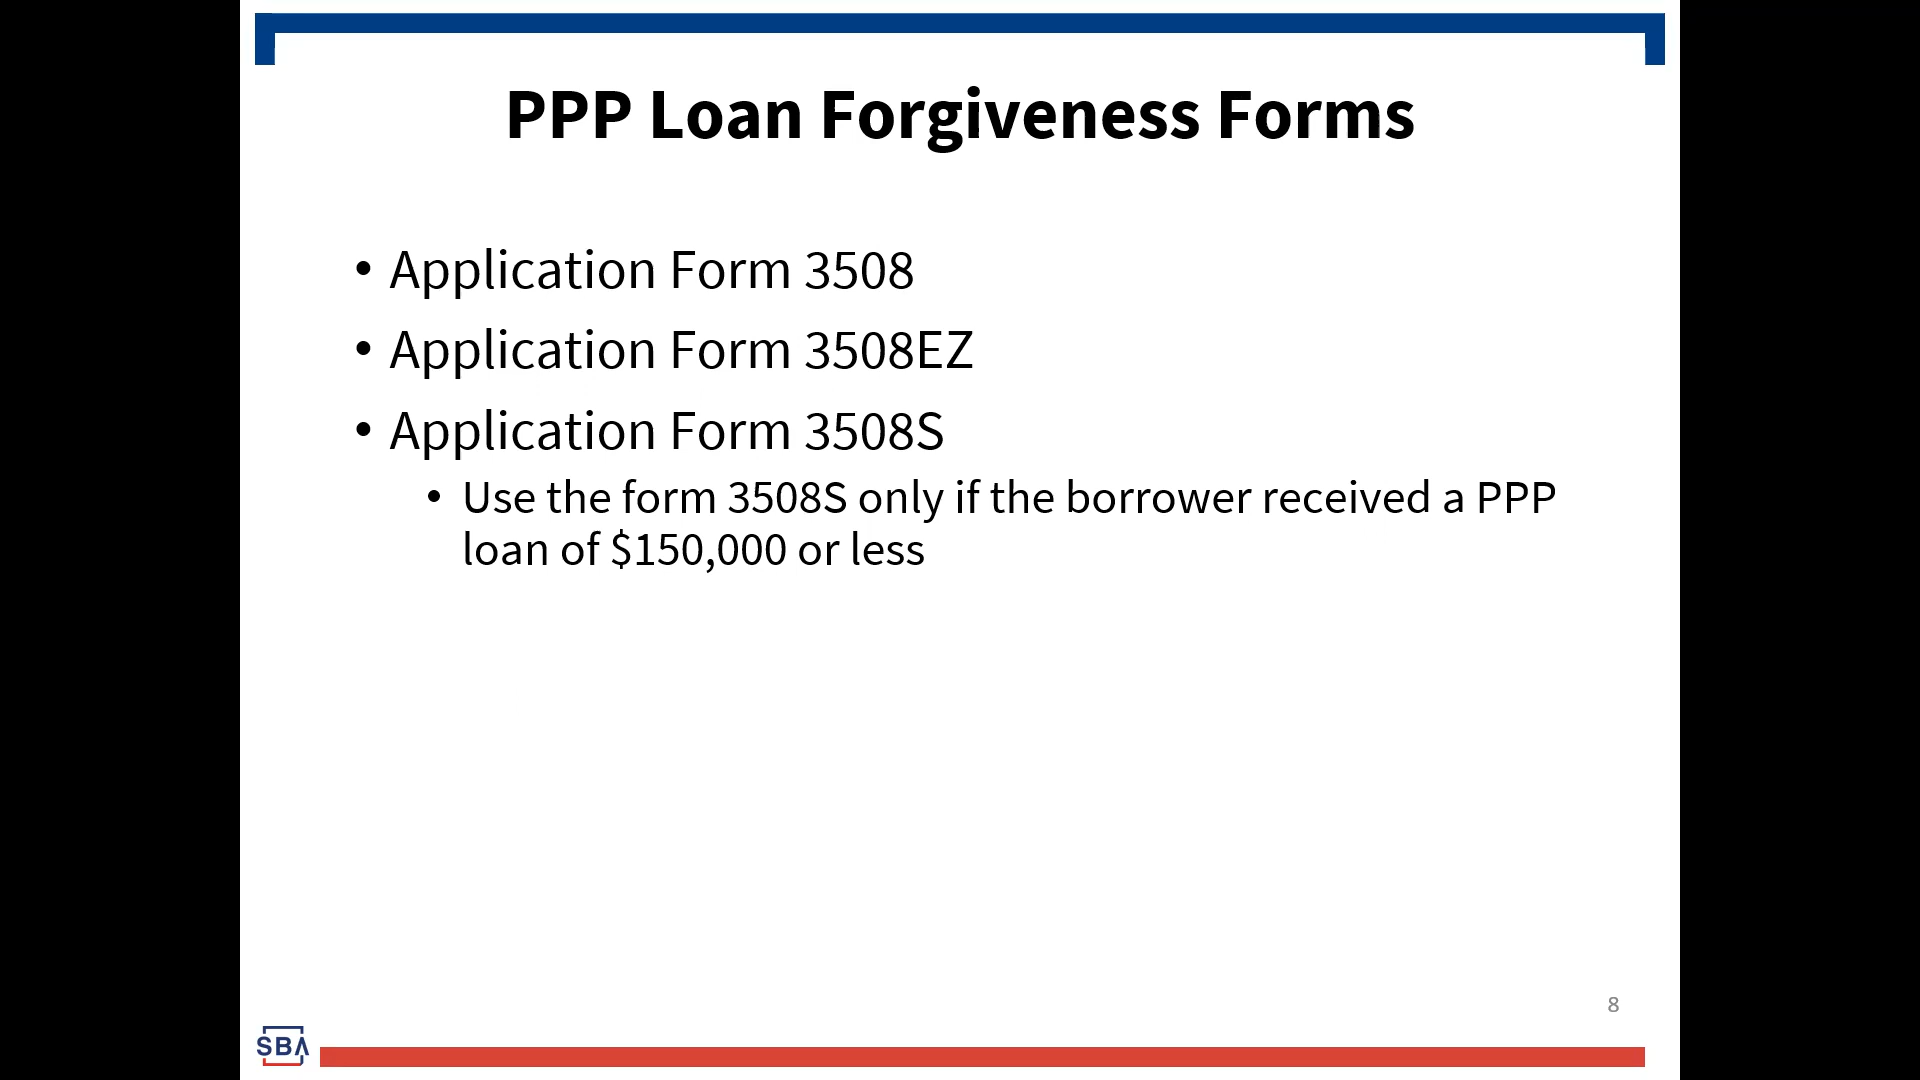 PPP Loan Forgiveness Forms
• Application Form 3508
• Application Form 3508EZ
• Application Form 3508S
• Use the form 3508S only if the borrower received a PPP
loan of $150,000 or less
8
SBA